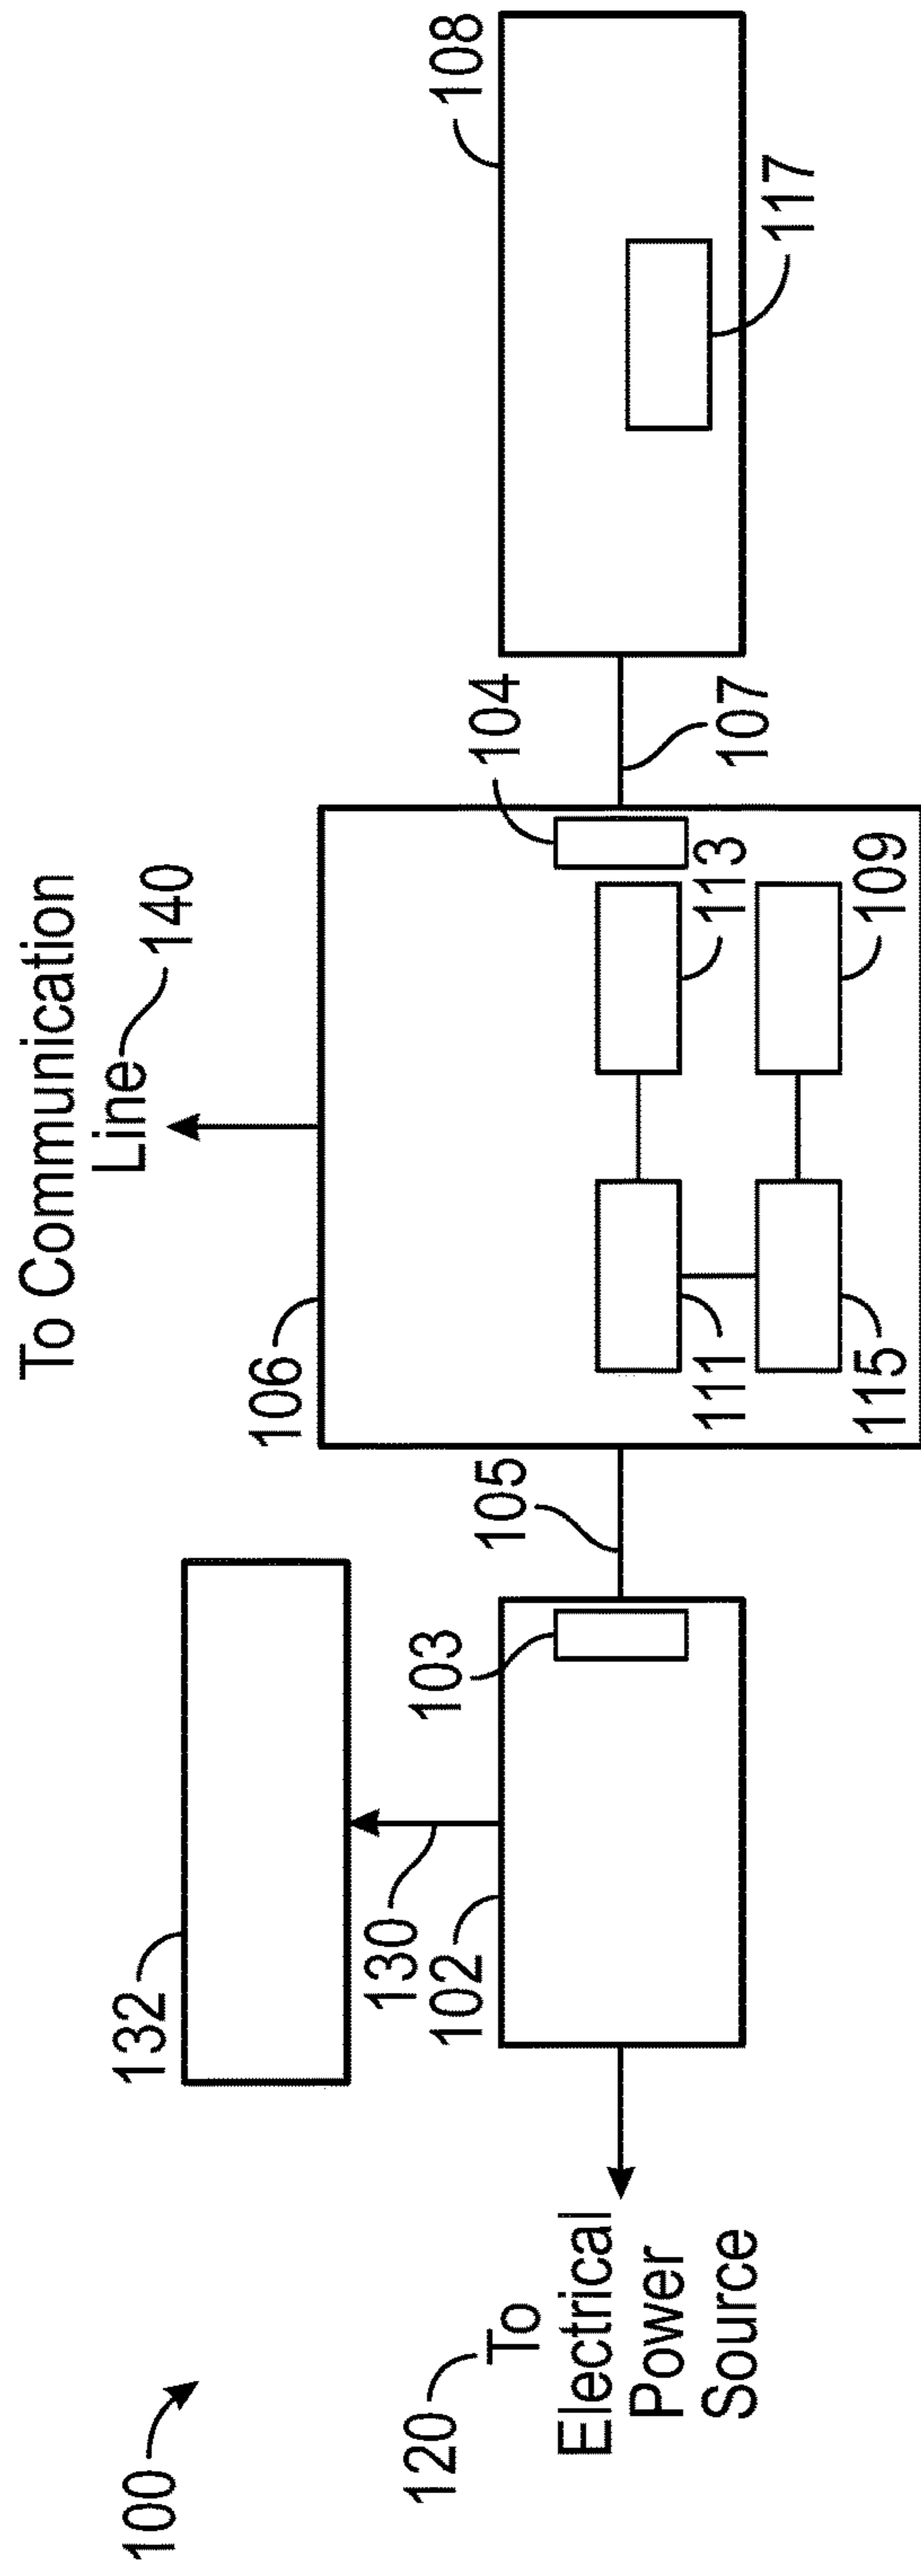 100
120
To
Electrical
Power
Source
132
130
102
103
105
To Communication
Line
140
106
104
111
113
115
109
107
108
117